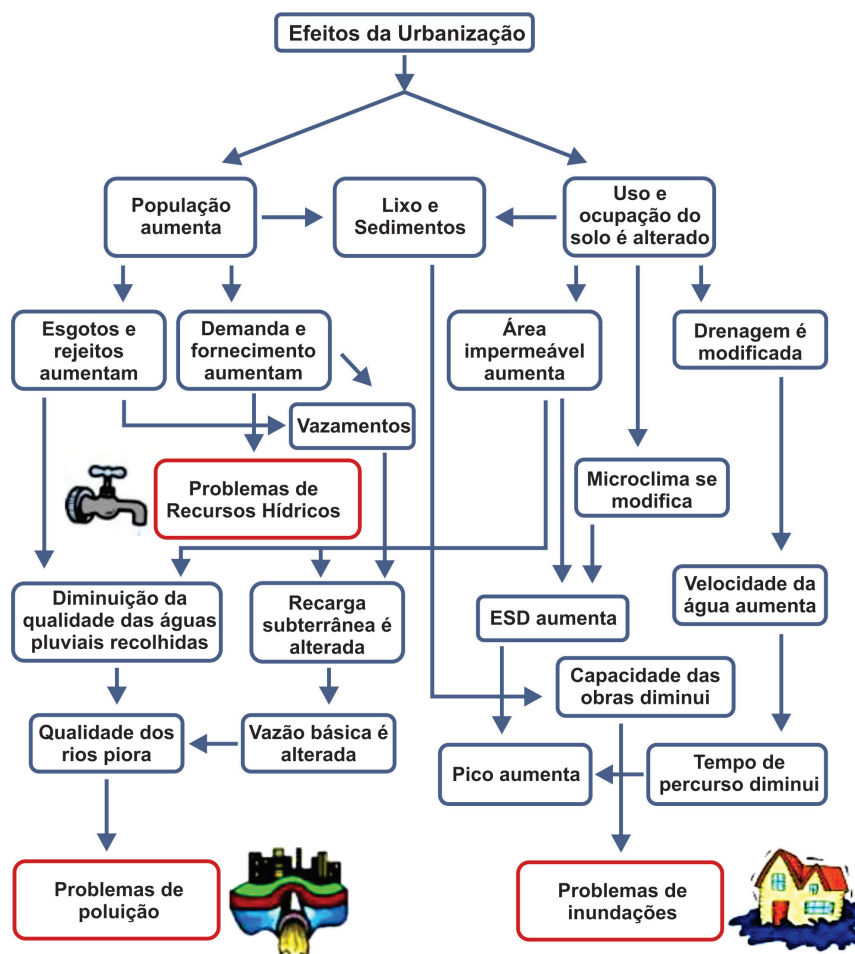 Efeitos da Urbanização
População
aumenta
Lixo e
Sedimentos
Uso e
ocupação do
solo é alterado
Esgotos e
rejeitos
aumentam
Demanda e
fornecimento
aumentam
Área
impermeável
aumenta
Drenagem é
modificada
Vazamentos
Problemas de
Recursos Hídricos
Microclima se
modifica
Diminuição da
qualidade das águas
pluviais recolhidas
Recarga
subterrânea é
alterada
ESD aumenta
Velocidade da
água aumenta
Capacidade das
obras diminui
Qualidade dos
rios piora
Vazão básica é
alterada
Pico aumenta
Tempo de
percurso diminui
Problemas de
poluição
Problemas de
inundações